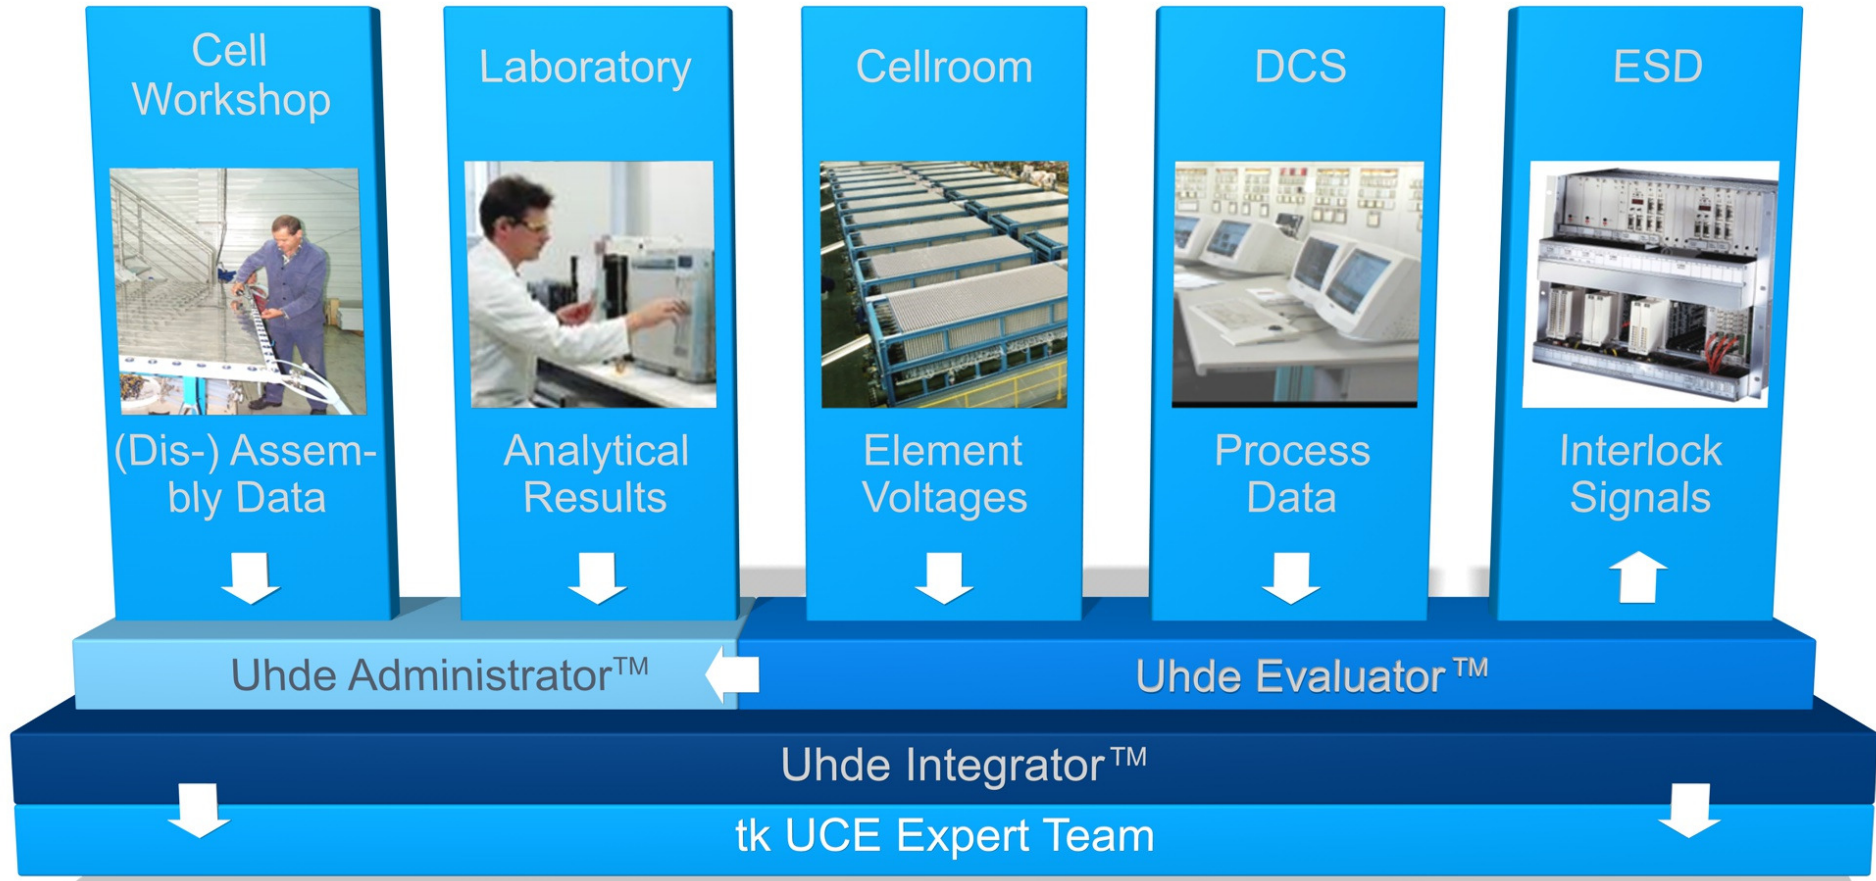 Cell
Workshop
Laboratory
Cellroom
DCS
ESD
(Dis-) Assem-
bly Data
Analytical
Results
Element
Voltages
Process
Data
Interlock
Signals
Uhde Administrator™
Uhde Evaluator™
Uhde Integrator™
tk UCE Expert Team